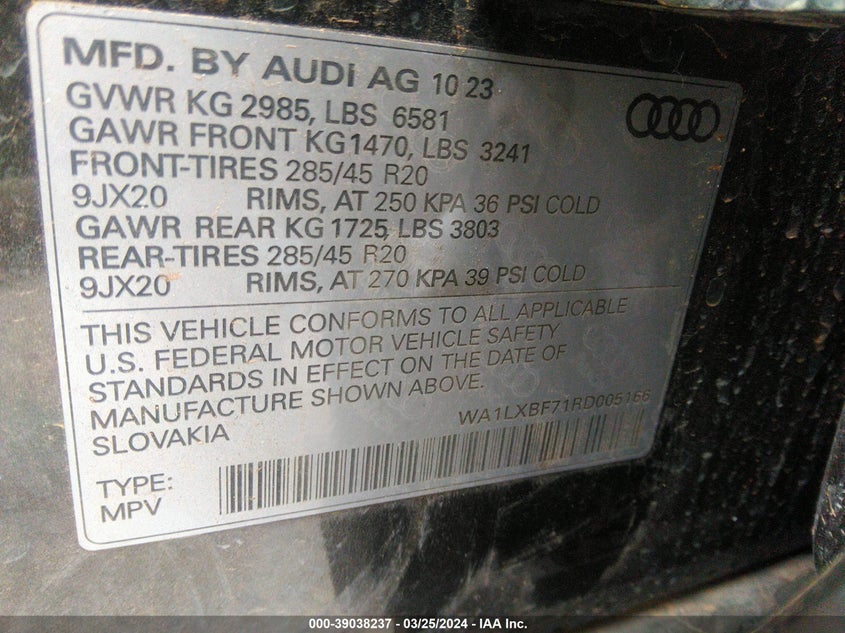 MFD. BY AUDI AG 10 23
GVWR KG 2985, LBS 6581
GAWR FRONT KG1470, LBS 3241
FRONT-TIRES 285/45 R20
9JX20 RIMS, AT 250 KPA 36 PSI COLD
GAWR REAR KG 1725, LBS 3803
REAR-TIRES 285/45 R20
9JX20 RIMS, AT 270 KPA 39 PSI COLD
THIS VEHICLE CONFORMS TO ALL APPLICABLE
U.S. FEDERAL MOTOR VEHICLE SAFETY
STANDARDS IN EFFECT ON THE DATE OF
MANUFACTURE SHOWN ABOVE.
SLOVAKIA
WA1LXBF71RD005166
TYPE:
MPV
000-39038237 - 03/25/2024 - IAA Inc.